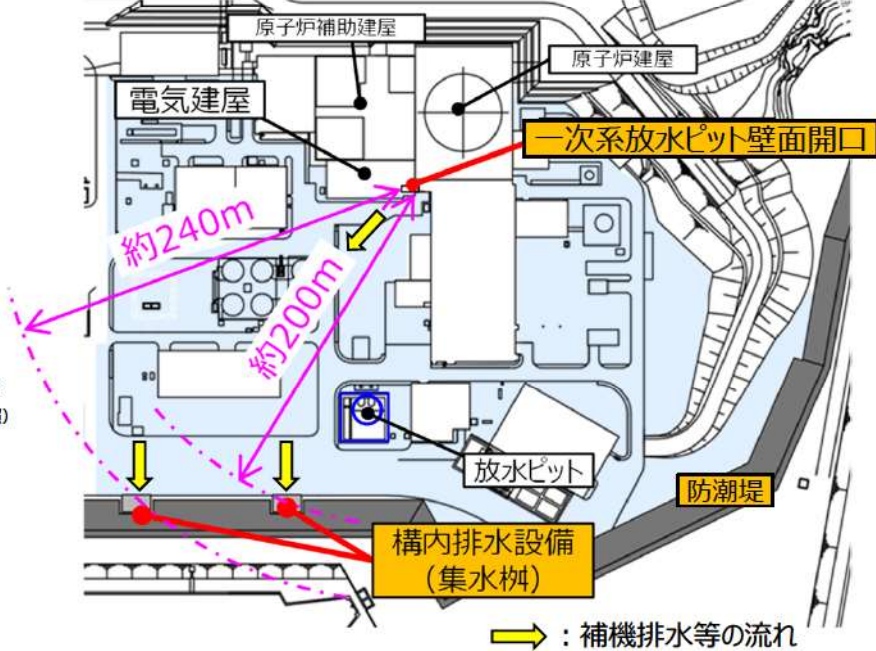 原子炉補助建屋
原子炉建屋
電気建屋
一次系放水ピット壁面開口
約240m
約200m
放水ピット
防潮堤
構内排水設備
(集水桝)
：補機排水等の流れ